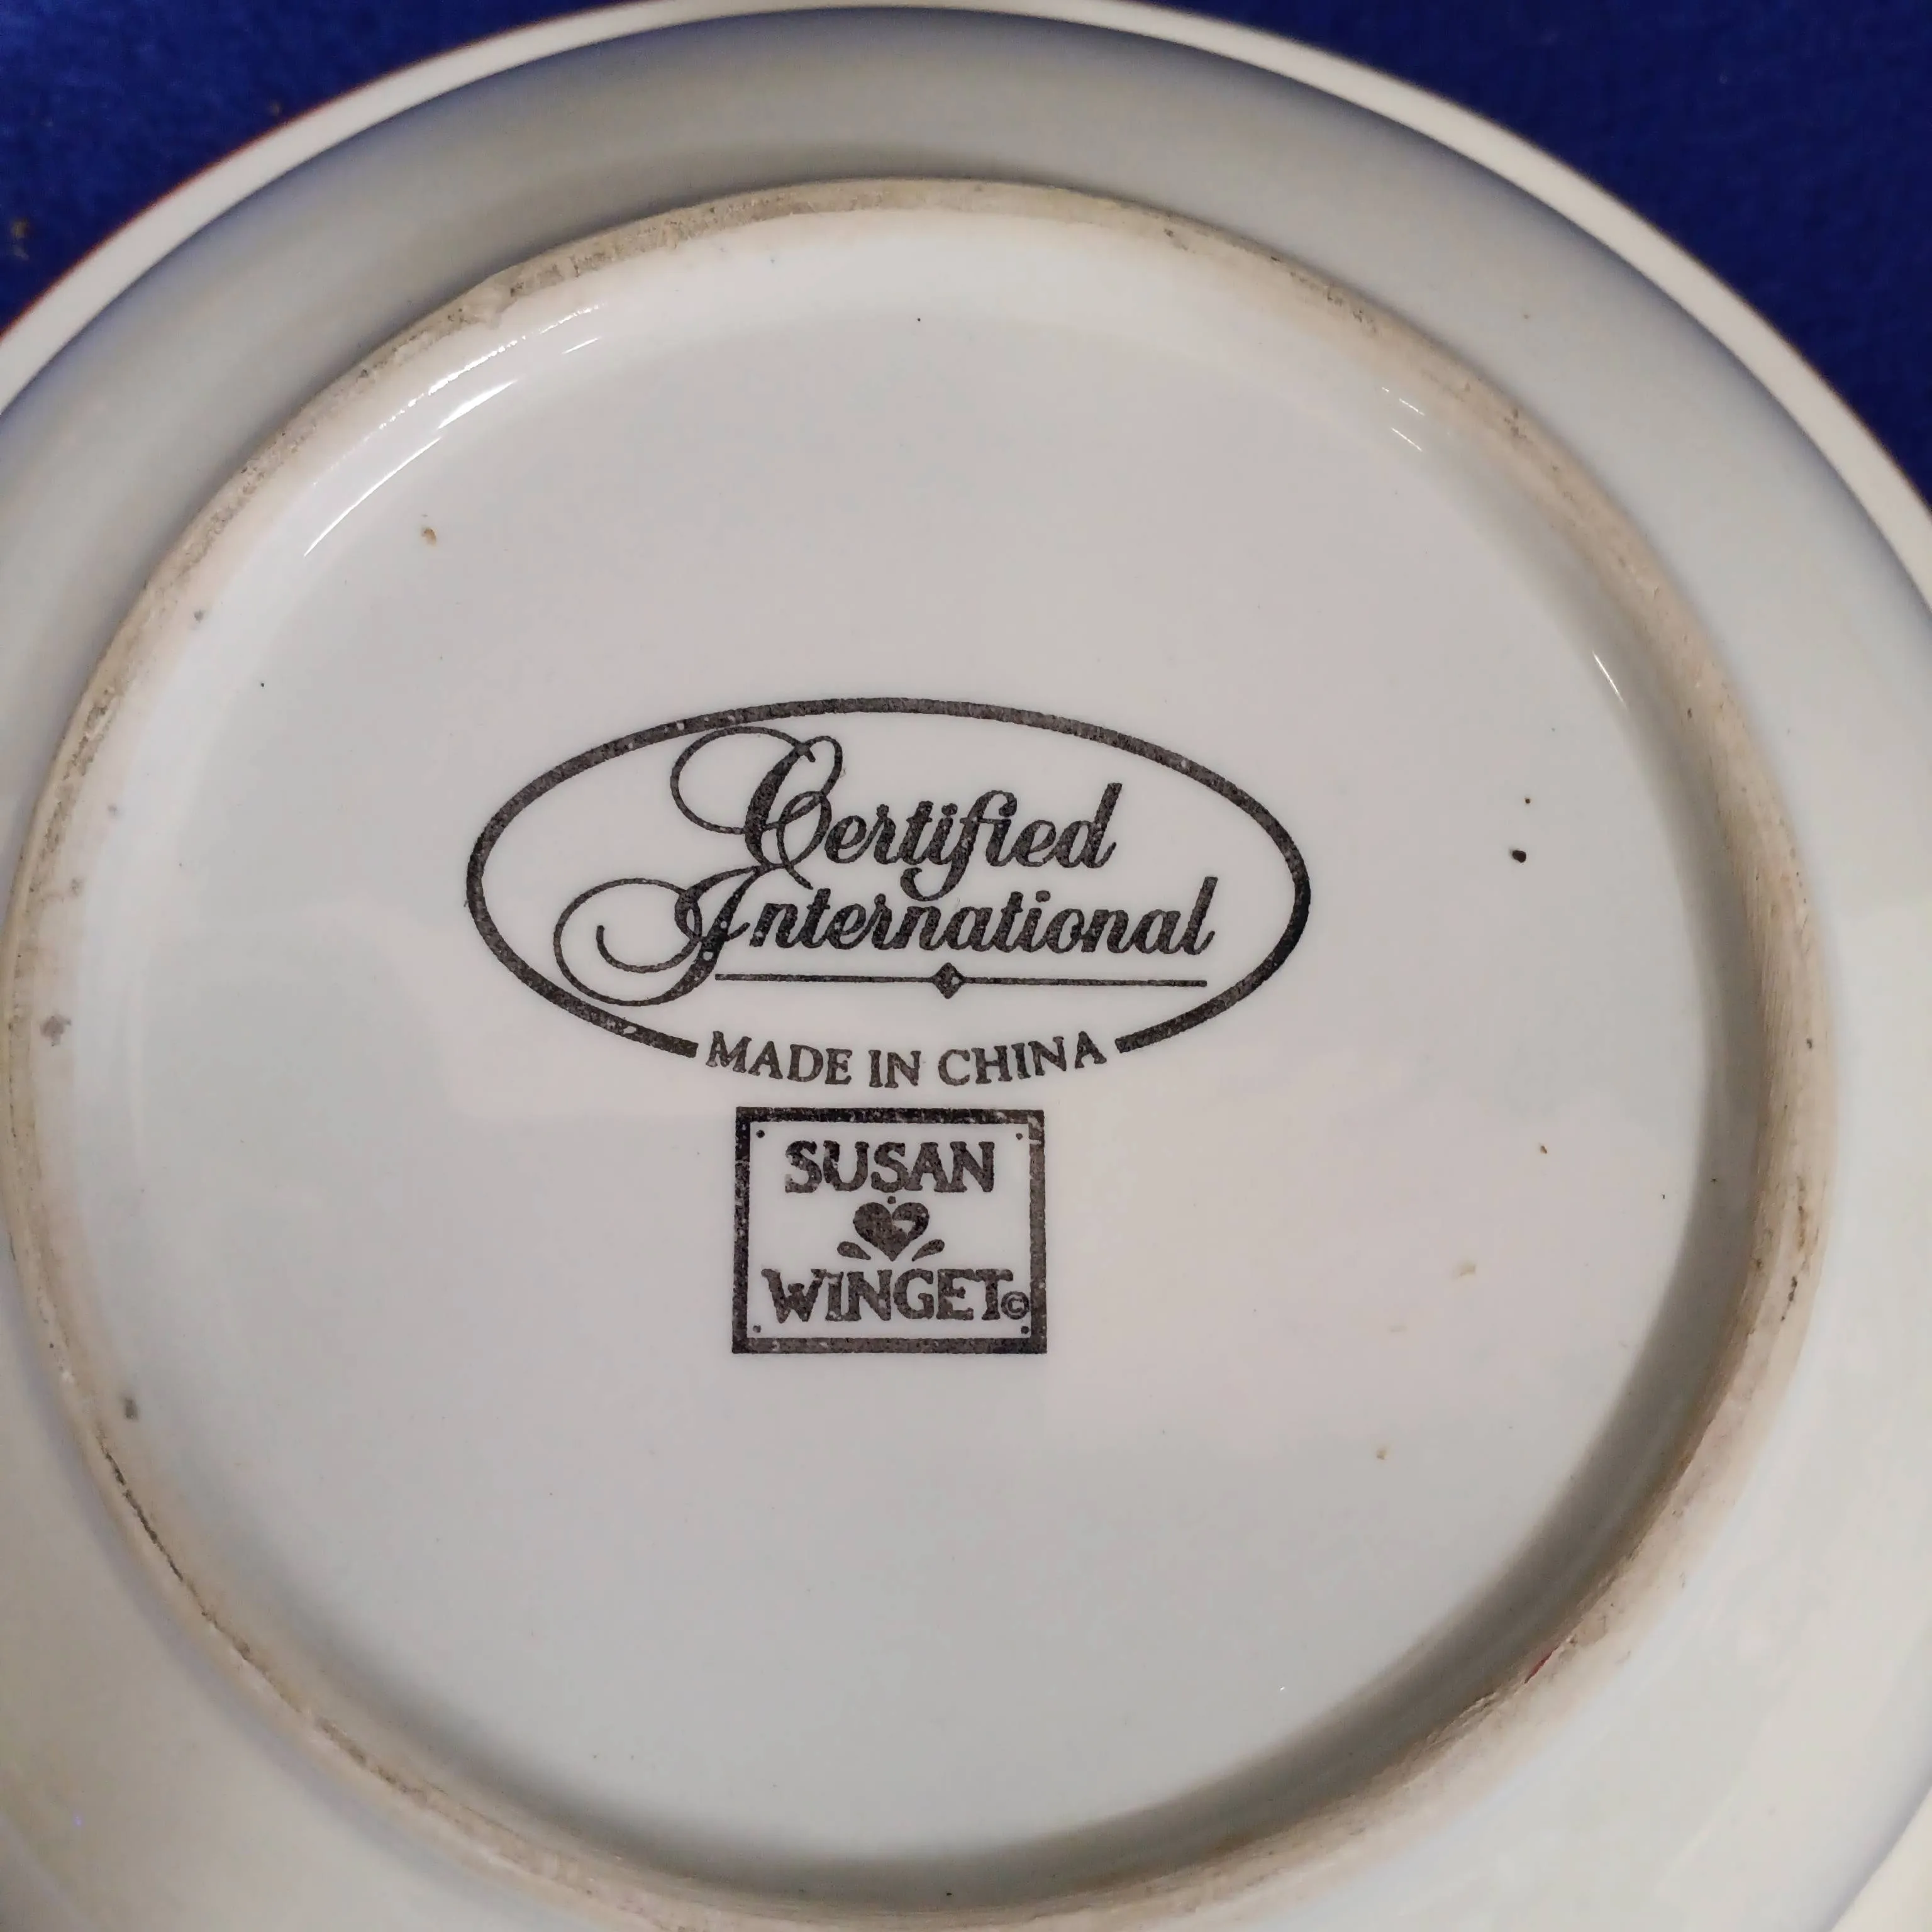 Certified
International
MADE IN CHINA
SUSAN
WINGET©